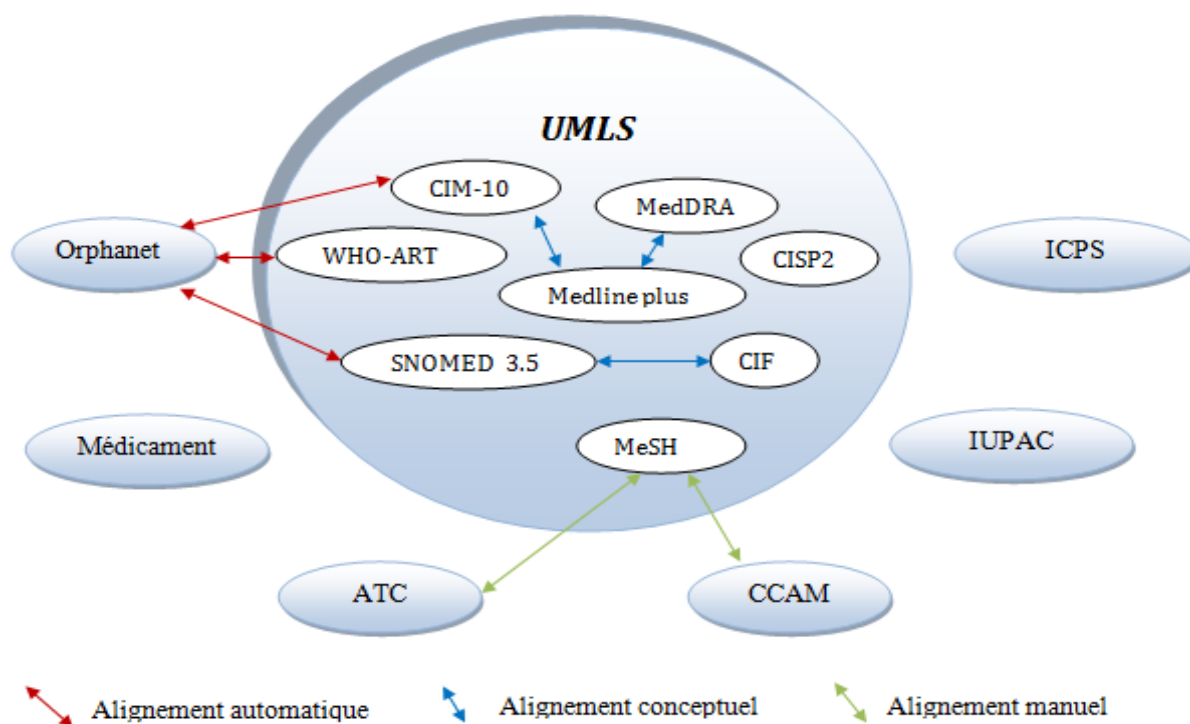 UMLS
CIM-10
MedDRA
Orphanet
WHO-ART
CISP2
ICPS
Medline plus
SNOMED 3.5
CIF
Médicament
MeSH
IUPAC
ATC
CCAM
Alignement automatique
Alignement conceptuel
Alignement manuel